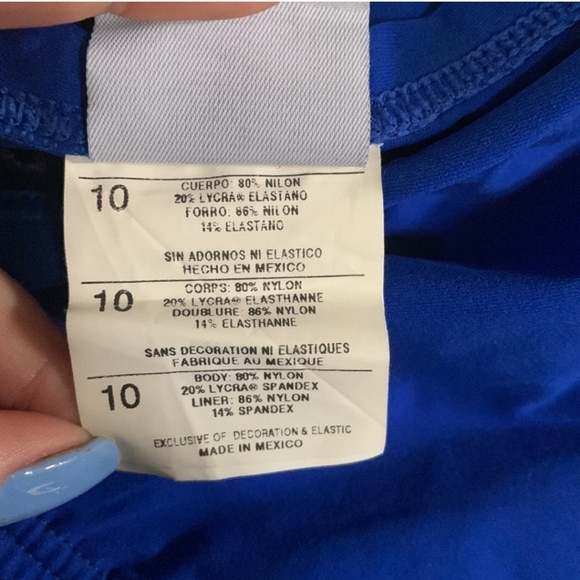 10
CUERPO: 80% NILON
20% LYCRA® ELASTANO
FORRO: 86% NILON
14% ELASTANO
SIN ADORNOS NI ELASTICO
HECHO EN MEXICO
10
CORPS: 80% NYLON
20% LYCRA® ELASTHANNE
DOUBLURE: 86% NYLON
14% ELASTHANNE
SANS DECORATION NI ELASTIQUES
FABRIQUE AU MEXIQUE
10
BODY: 80% NYLON
20% LYCRA® SPANDEX
LINER: 86% NYLON
14% SPANDEX
EXCLUSIVE OF DECORATION & ELASTIC
MADE IN MEXICO